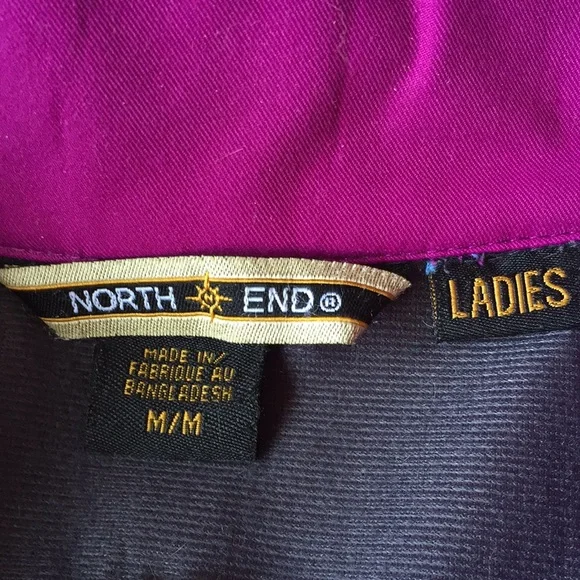 NORTH END®
LADIES
MADE IN/
FABRIQUE AU
BANGLADESH
M/M